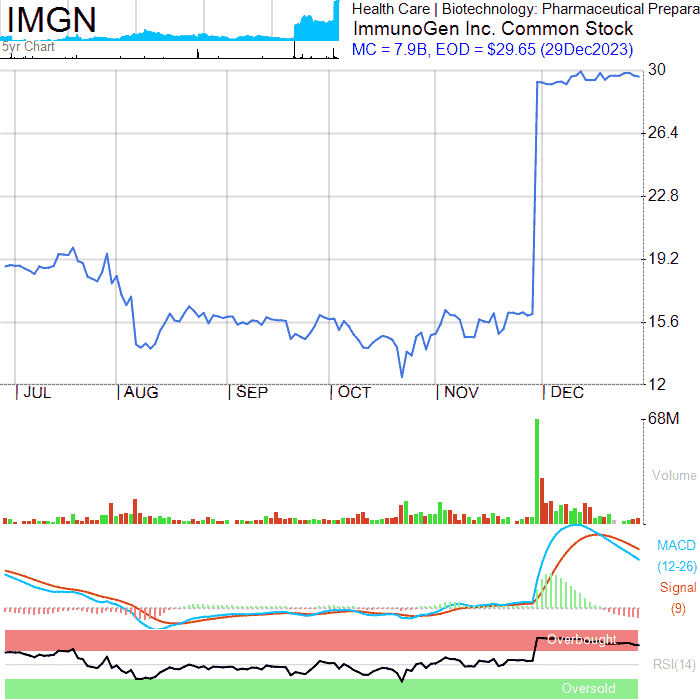 IMGN
5yr Chart
Health Care | Biotechnology: Pharmaceutical Prepara
ImmunoGen Inc. Common Stock
MC = 7.9B, EOD = $29.65 (29Dec2023)
30
26.4
22.8
19.2
15.6
12
JUL AUG SEP OCT NOV DEC
68M
Volume
MACD
(12-26)
Signal
(9)
Overbought
RSI(14)
Oversold